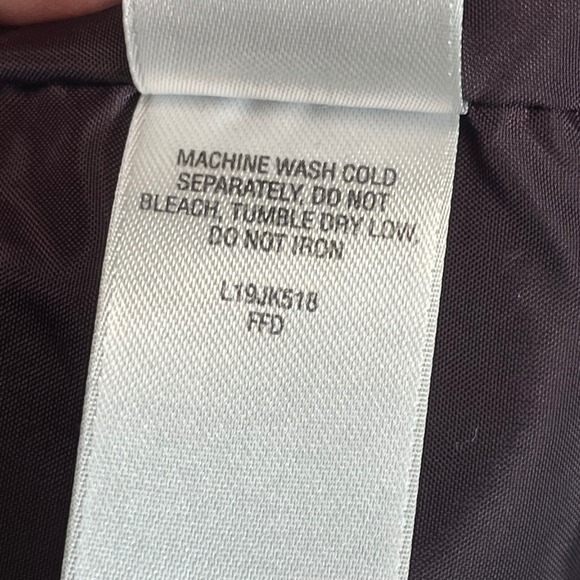 MACHINE WASH COLD
SEPARATELY, DO NOT
BLEACH, TUMBLE DRY LOW,
DO NOT IRON
L19JK518
FFD